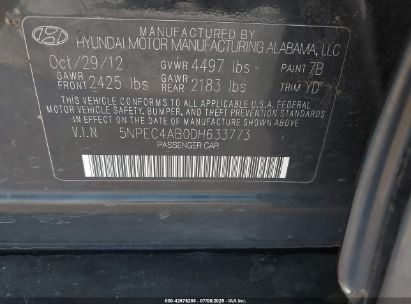 MANUFACTURED BY
HYUNDAI MOTOR MANUFACTURING ALABAMA, LLC
Oct/29/12 GVWR 4497 lbs PAINT 7B
GAWR FRONT 2425 lbs GAWR REAR 2183 lbs TRIM YD
THIS VEHICLE CONFORMS TO ALL APPLICABLE U.S.A. FEDERAL
MOTOR VEHICLE SAFETY, BUMPER, AND THEFT PREVENTION STANDARDS
IN EFFECT ON THE DATE OF MANUFACTURE SHOWN ABOVE.
V.I.N 5NPEC4AB0DH633773
PASSENGER CAR